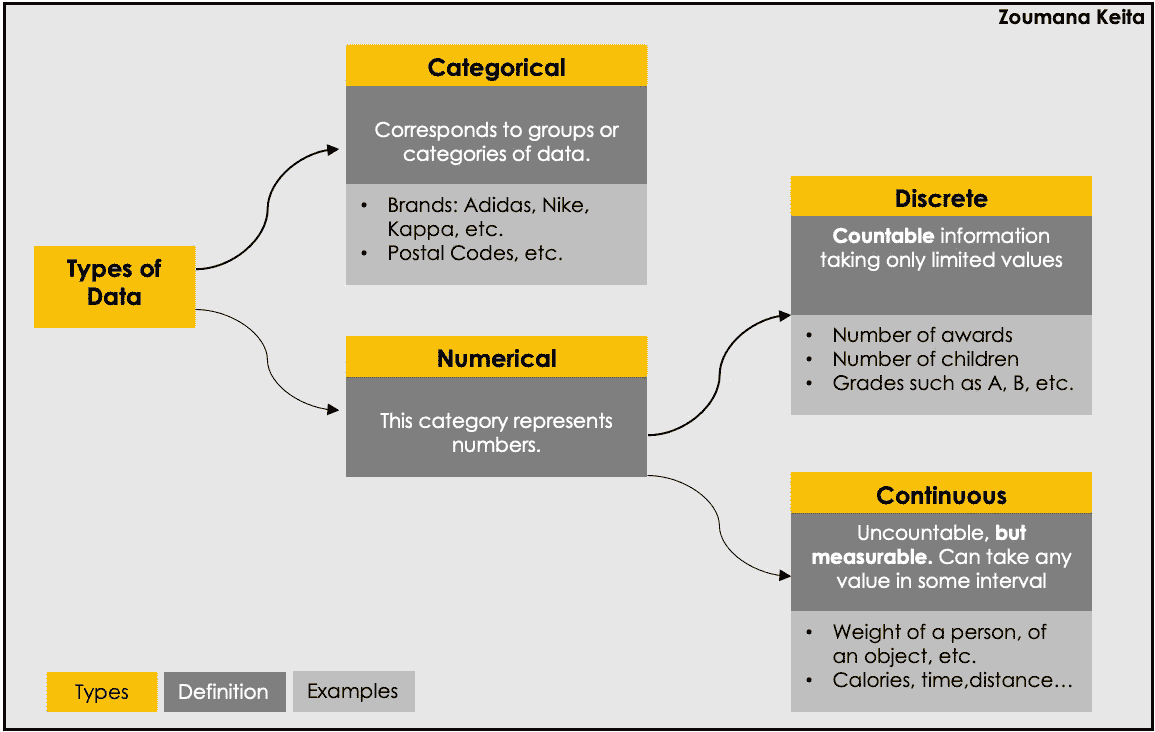 Zoumana Keita
Types of
Data
Categorical
Corresponds to groups or
categories of data.
• Brands: Adidas, Nike,
Kappa, etc.
• Postal Codes, etc.
Numerical
This category represents
numbers.
Discrete
Countable information
taking only limited values
• Number of awards
• Number of children
• Grades such as A, B, etc.
Continuous
Uncountable, but
measurable. Can take any
value in some interval
• Weight of a person, of
an object, etc.
• Calories, time,distance…
Types
Definition
Examples